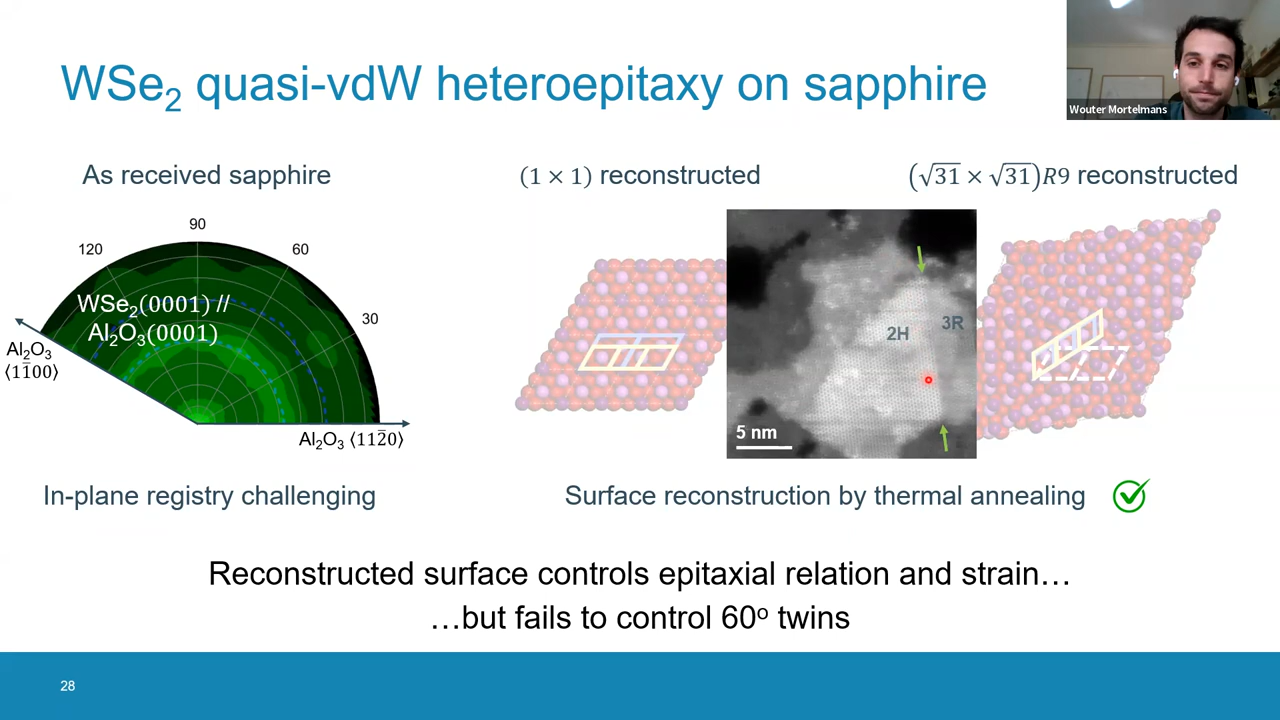 WSe₂ quasi-vdW heteroepitaxy on sapphire
Wouter Mortelmans
As received sapphire
(1 × 1) reconstructed
(√31 × √31)R9 reconstructed
90
120
60
30
WSe₂(0001) //
Al₂O₃(0001)
Al₂O₃
⟨11̅00⟩
Al₂O₃ ⟨112̅0⟩
2H
3R
5 nm
In-plane registry challenging
Surface reconstruction by thermal annealing
Reconstructed surface controls epitaxial relation and strain…
…but fails to control 60° twins
28